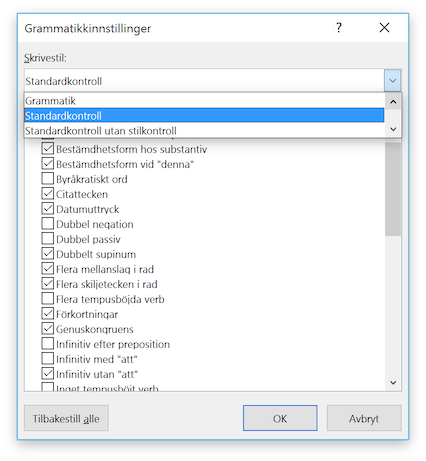 Grammatikkinnstillinger ?
Skrivestil:
Standardkontroll
Grammatik
Standardkontroll
Standardkontroll utan stilkontroll
Bestämdhetsform hos substantiv
Bestämdhetsform vid "denna"
Byråkratiskt ord
Citattecken
Datumuttryck
Dubbel negation
Dubbel passiv
Dubbelt supinum
Flera mellanslag i rad
Flera skiljetecken i rad
Flera tempusböjda verb
Förkortningar
Genuskongruens
Infinitiv efter preposition
Infinitiv med "att"
Infinitiv utan "att"
Inget tempusböjt verb
Tilbakestill alle OK Avbryt